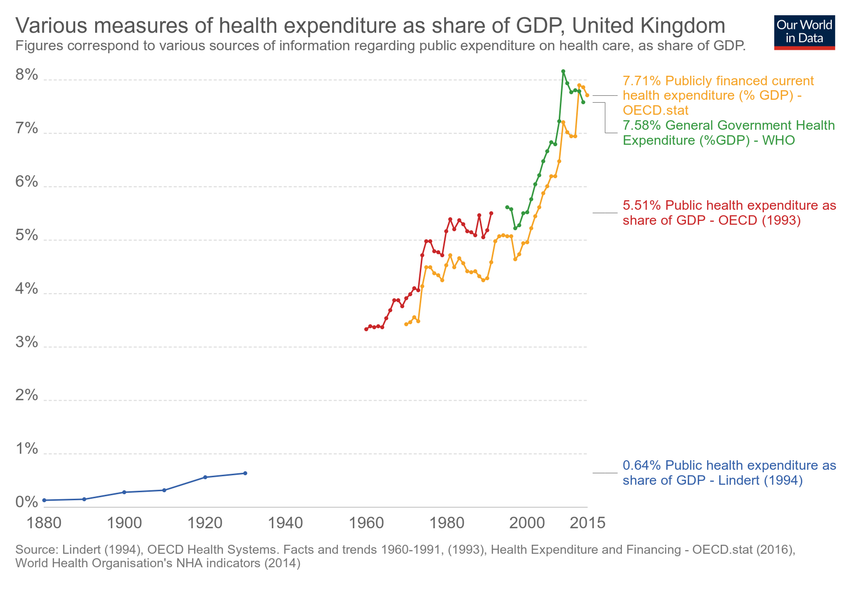 Various measures of health expenditure as share of GDP, United Kingdom
Figures correspond to various sources of information regarding public expenditure on health care, as share of GDP.
Our World
in Data
8%
7%
6%
5%
4%
3%
2%
1%
0%
1880
1900
1920
1940
1960
1980
2000
2015
7.71% Publicly financed current
health expenditure (% GDP) -
OECD.stat
7.58% General Government Health
Expenditure (%GDP) - WHO
5.51% Public health expenditure as
share of GDP - OECD (1993)
0.64% Public health expenditure as
share of GDP - Lindert (1994)
Source: Lindert (1994), OECD Health Systems. Facts and trends 1960-1991, (1993), Health Expenditure and Financing - OECD.stat (2016),
World Health Organisation's NHA indicators (2014)